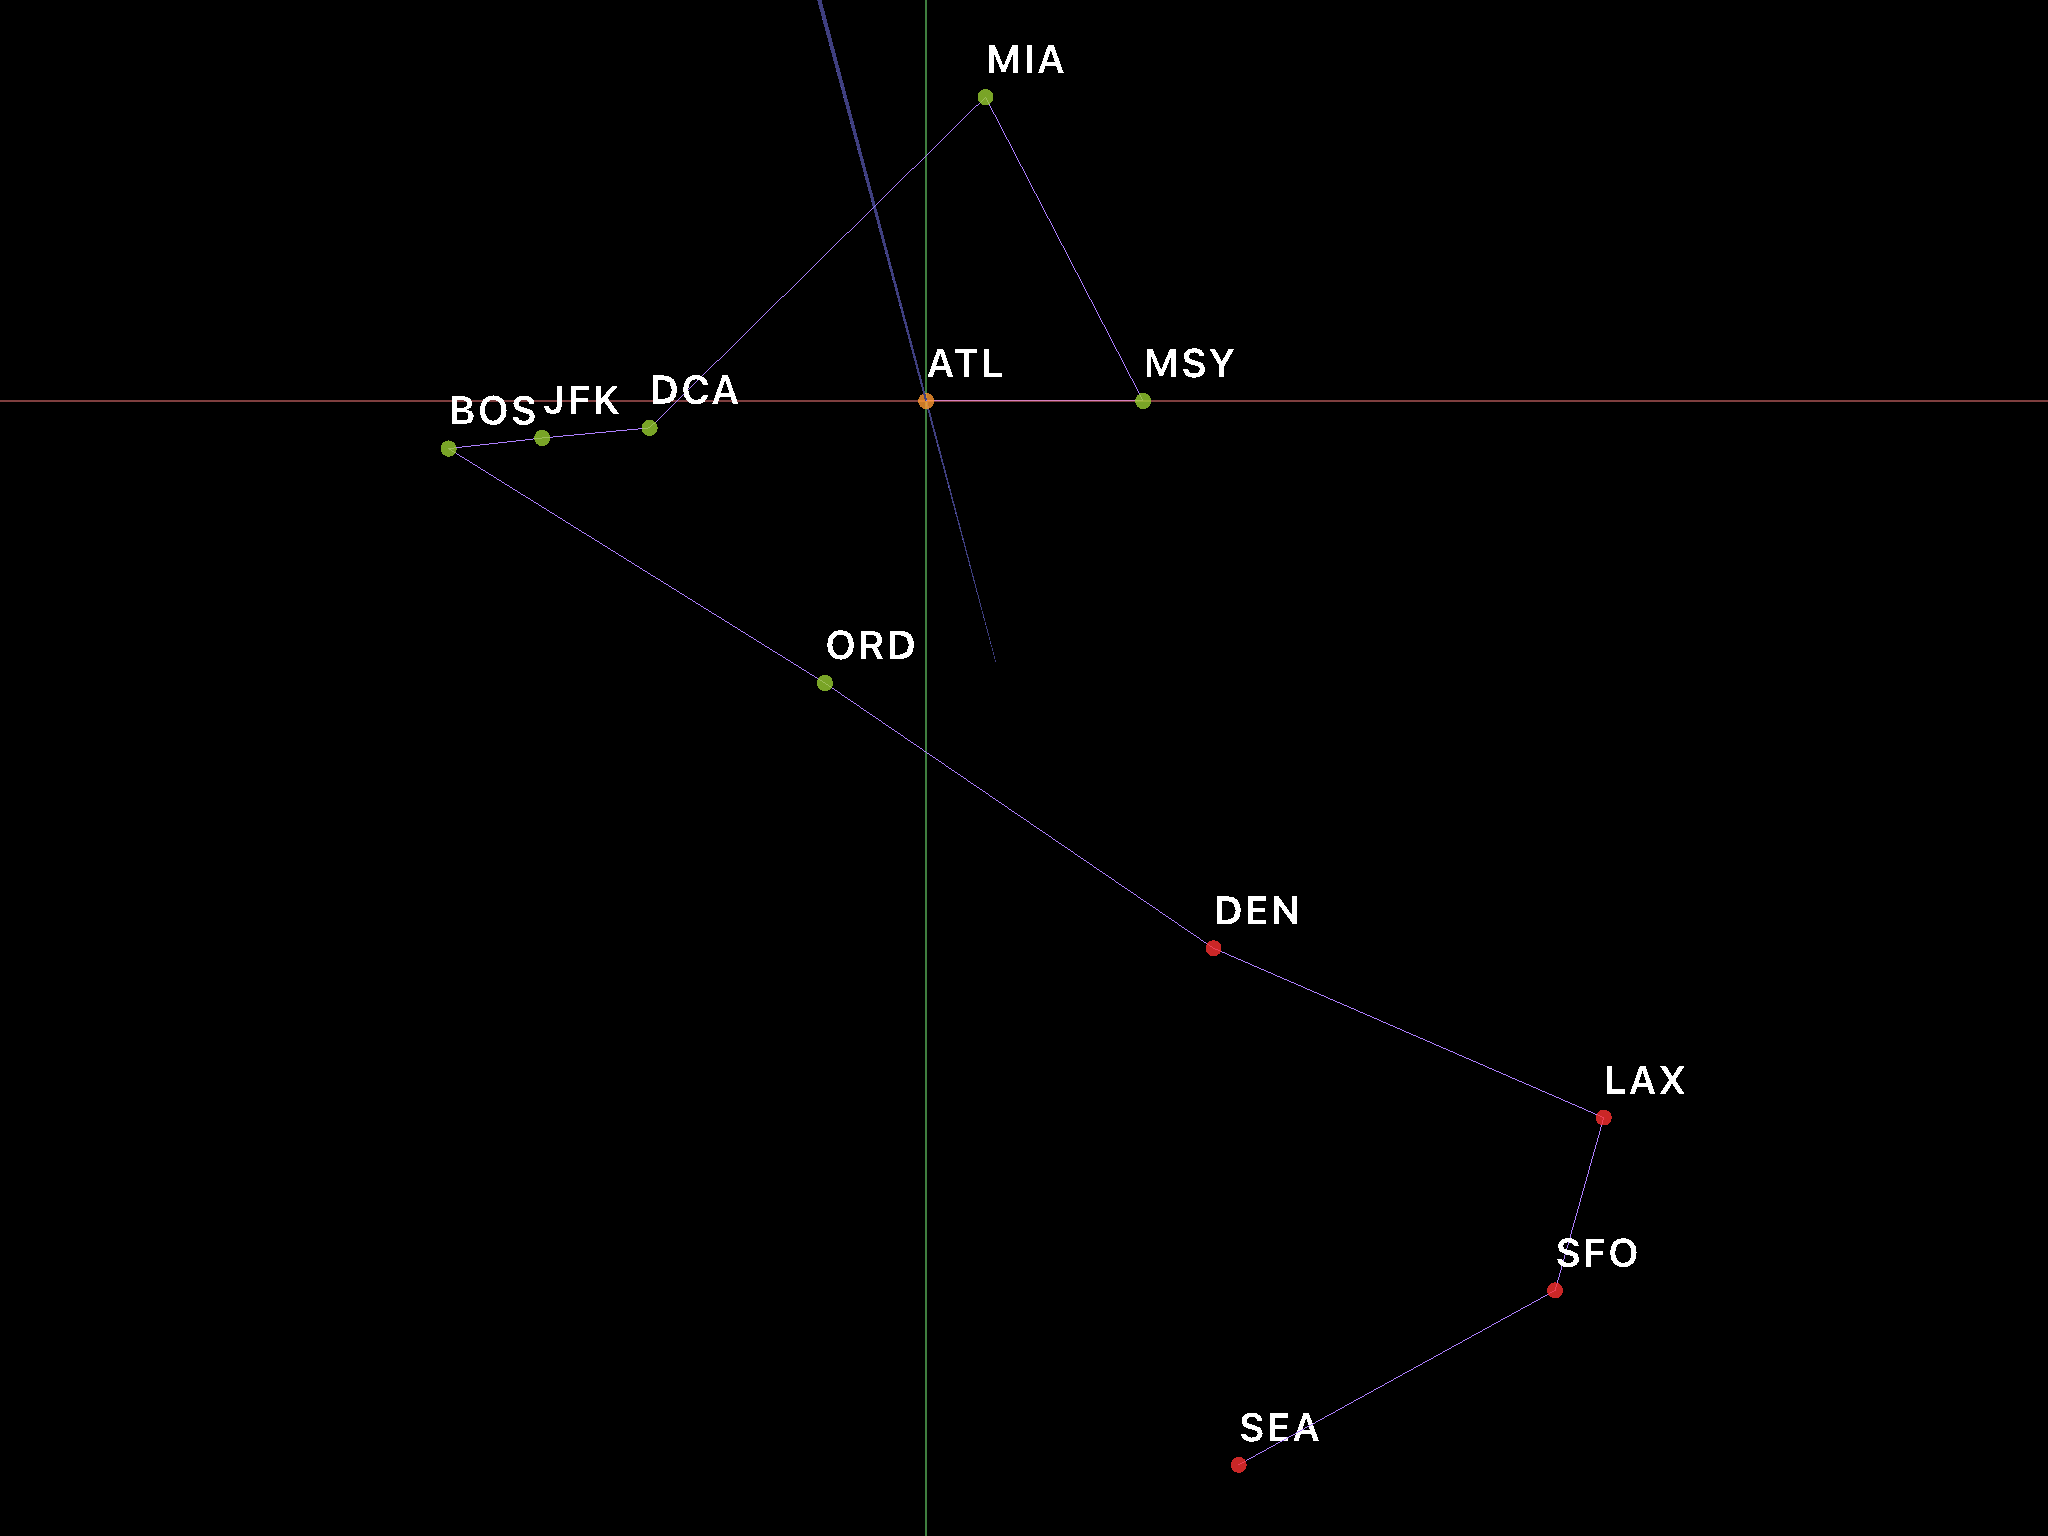 MIA
ATL
MSY
DCA
JFK
BOS
ORD
DEN
LAX
SFO
SEA